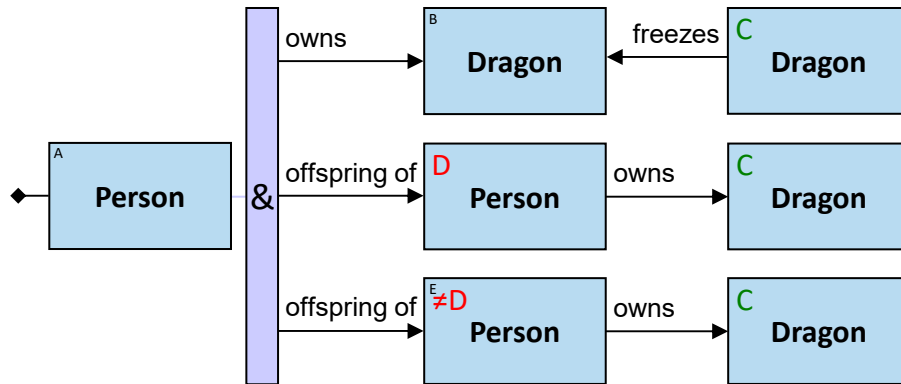 owns
B
Dragon
freezes
C
Dragon
A
Person
&
offspring of
D
Person
owns
C
Dragon
offspring of
E
≠D
Person
owns
C
Dragon